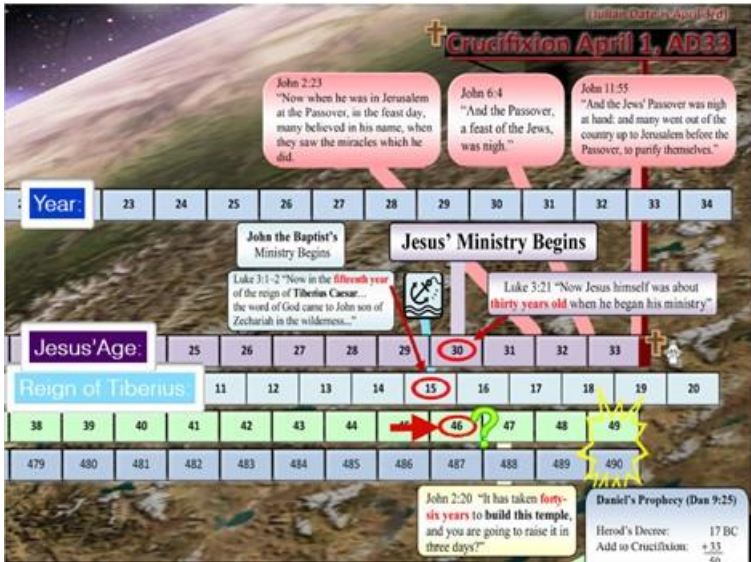 (Julian Date is April 3rd)
Crucifixion April 1, AD33
John 2:23
"Now when he was in Jerusalem
at the Passover, in the feast day,
many believed in his name, when
they saw the miracles which he
did.
John 6:4
"And the Passover,
a feast of the Jews,
was nigh."
John 11:55
"And the Jews' Passover was nigh
at hand: and many went out of the
country up to Jerusalem before the
Passover, to purify themselves."
Year: 23 24 25 26 27 28 29 30 31 32 33 34
John the Baptist's
Ministry Begins
Jesus' Ministry Begins
Luke 3:1-2 "Now in the fifteenth year
of the reign of Tiberius Caesar…
the word of God came to John son of
Zechariah in the wilderness..."
Luke 3:21 "Now Jesus himself was about
thirty years old when he began his ministry"
Jesus'Age: 25 26 27 28 29 30 31 32 33
Reign of Tiberius: 11 12 13 14 15 16 17 18 19 20
38 39 40 41 42 43 44 46 ? 47 48 49
479 480 481 482 483 484 485 486 487 488 489 490
John 2:20 "It has taken forty-
six years to build this temple,
and you are going to raise it in
three days?"
Daniel's Prophecy (Dan 9:25)
Herod's Decree: 17 BC
Add to Crucifixion: +33
50